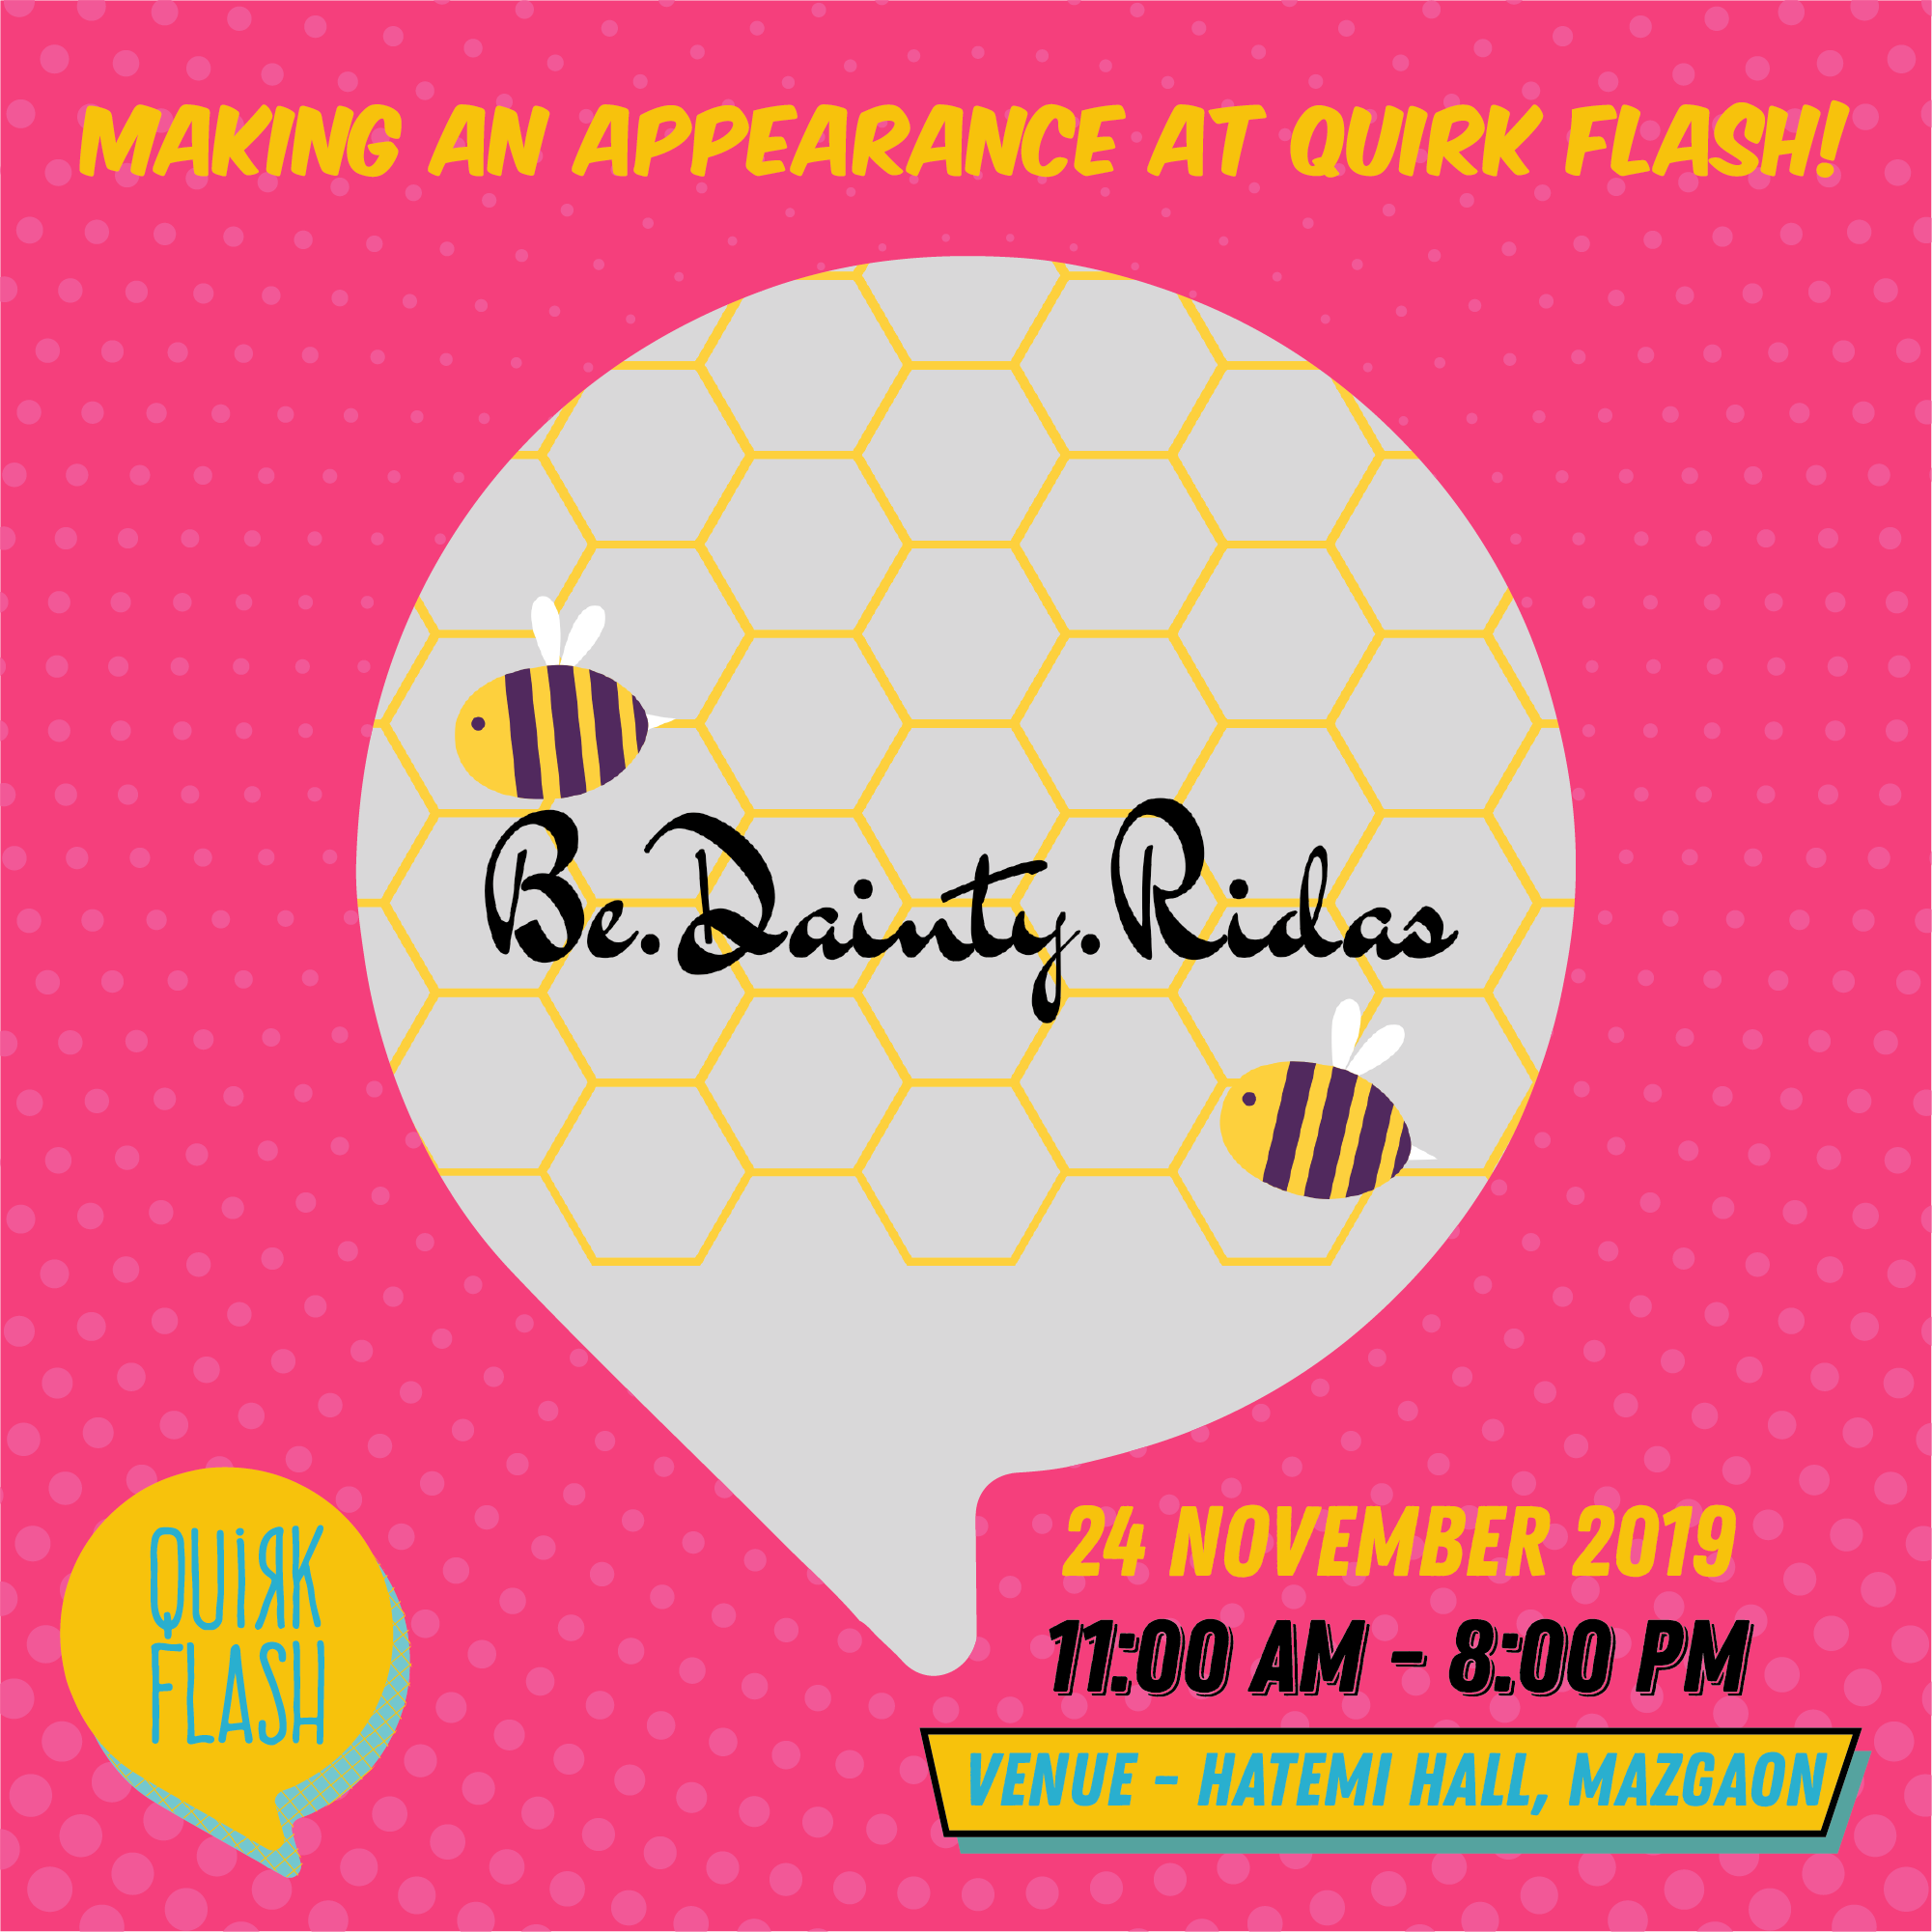 MAKING AN APPEARANCE AT QUIRK FLASH!
Be.Dainty.Ridas
QUiRK
FLASH
24 NOVEMBER 2019
11:00 AM - 8:00 PM
VENUE - HATEMI HALL, MAZGAON